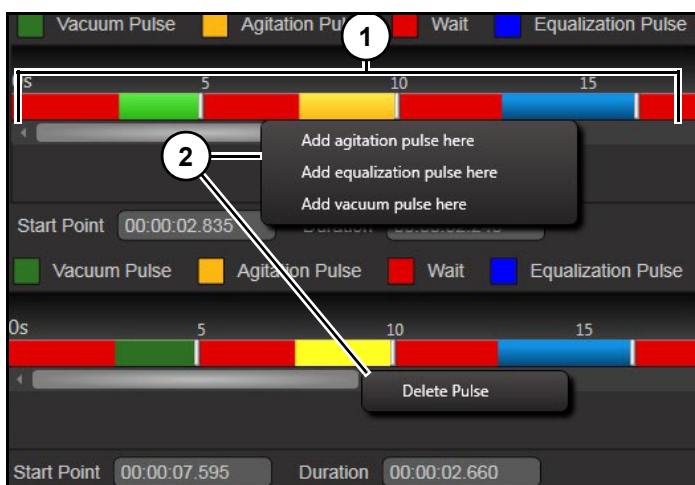 Vacuum Pulse Agitation Pul Wait Equalization Pulse
1
0s 5 10 15
Add agitation pulse here
2
Add equalization pulse here
Add vacuum pulse here
Start Point 00:00:02.835 Duration
Vacuum Pulse Agitation Pulse Wait Equalization Pulse
0s 5 10 15
Delete Pulse
Start Point 00:00:07.595 Duration 00:00:02.660